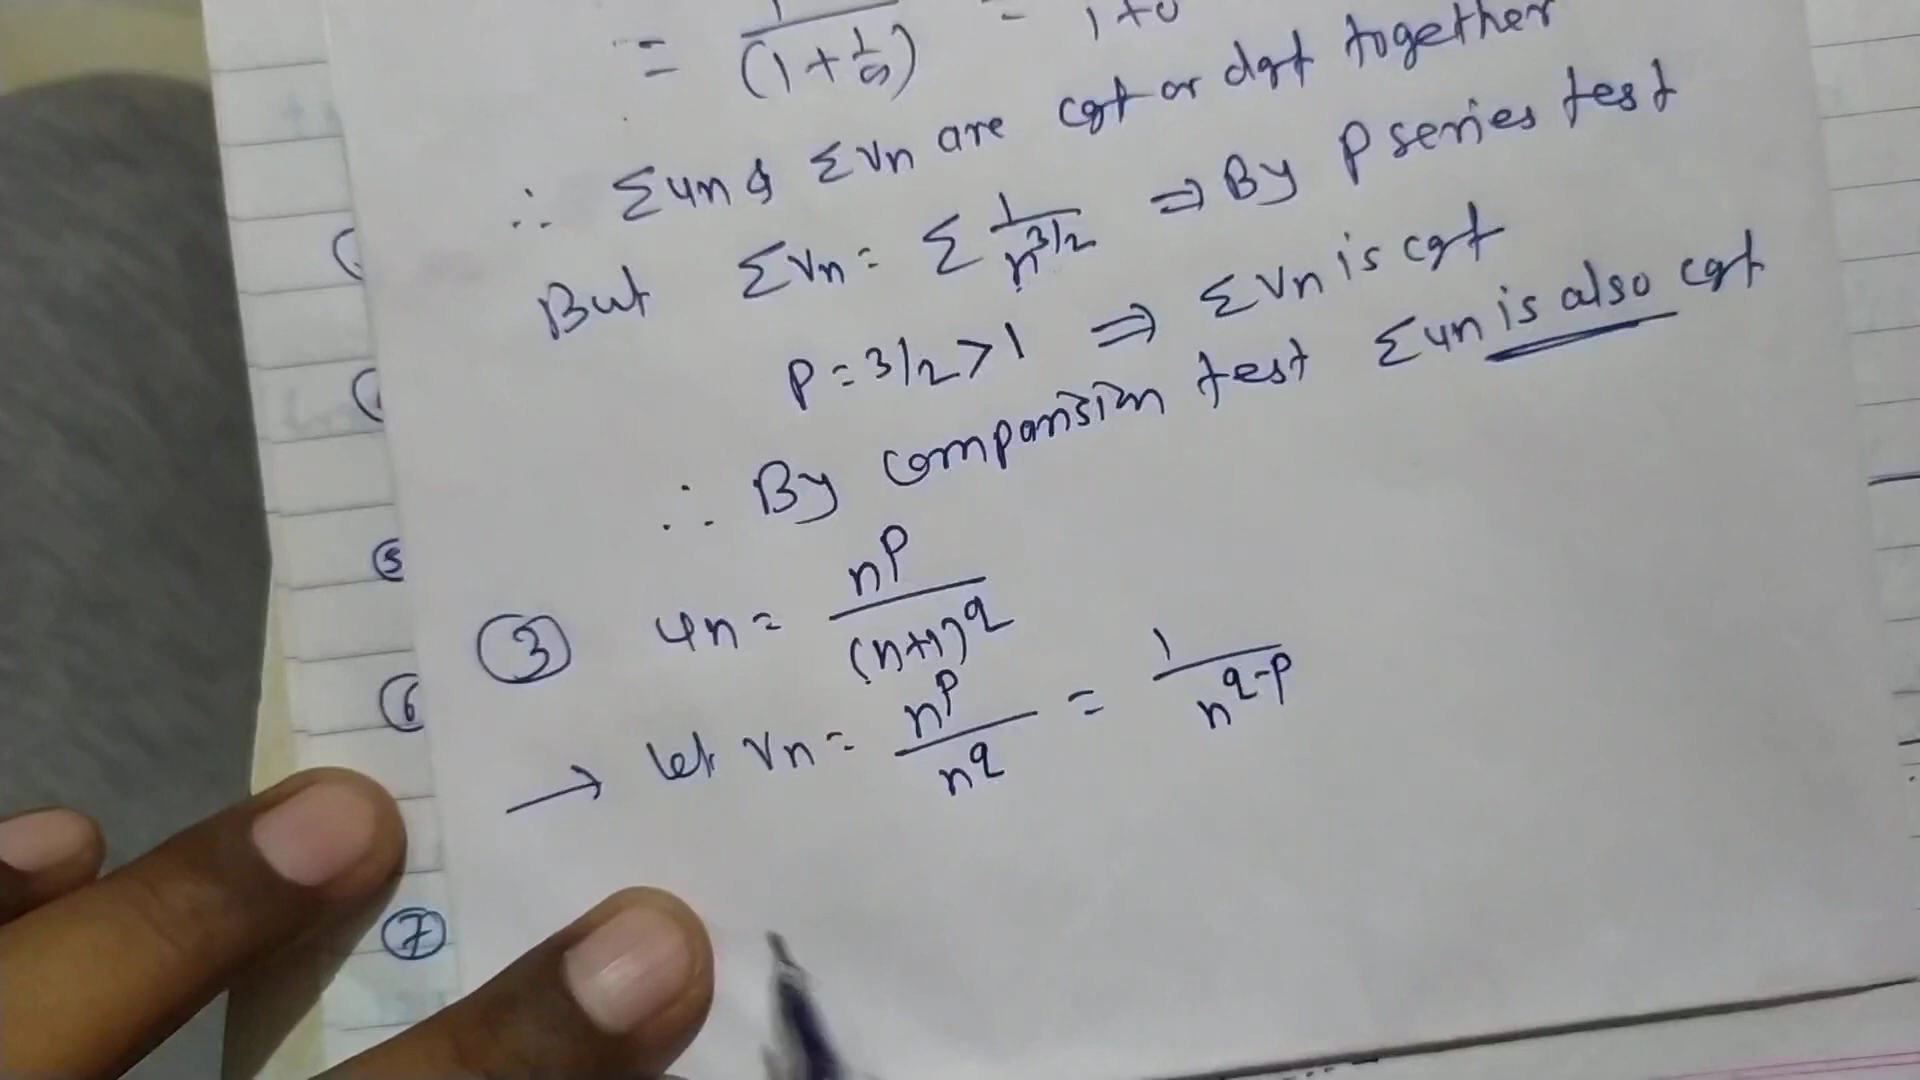 = 1/(1+1/∞) = 1+0
∴ Σun & Σvn are cgt or dgt together
But Σvn = Σ 1/n^3/2 ⇒ By P series test
P = 3/2 > 1 ⇒ Σvn is cgt
∴ By comparision test Σun is also cgt
③ un = n^p/(n+1)^q
→ let vn = n^p/n^q = 1/n^q-p
⑤
⑥
⑦